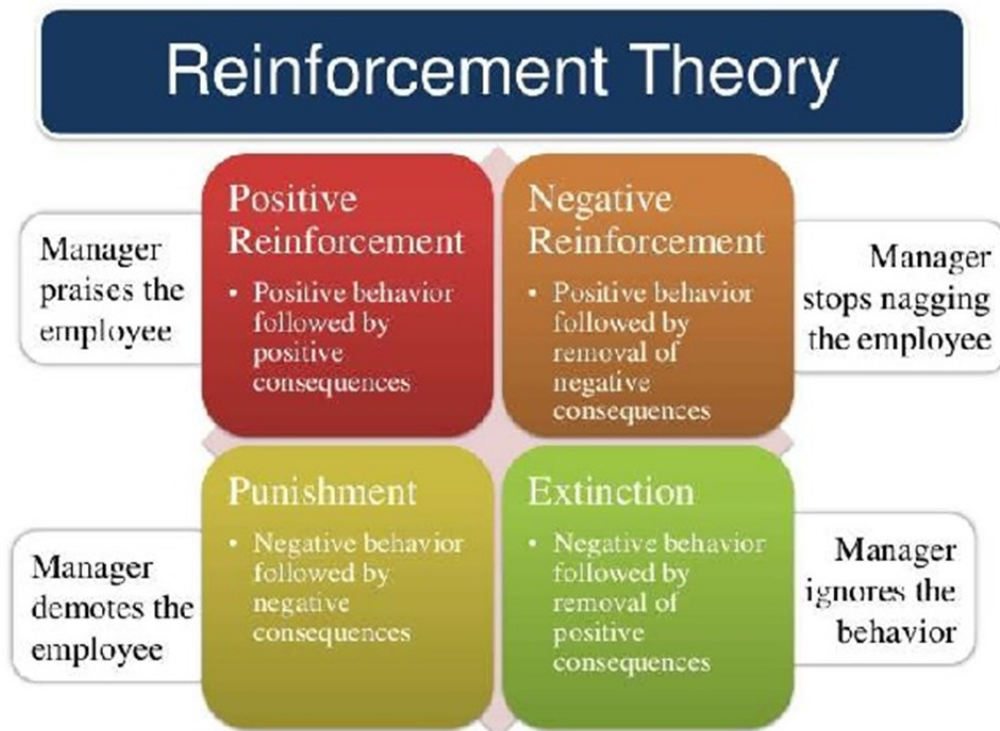 Reinforcement Theory
Manager
praises the
employee
Positive
Reinforcement
• Positive behavior
followed by
positive
consequences
Negative
Reinforcement
• Positive behavior
followed by
removal of
negative
consequences
Manager
stops nagging
the employee
Manager
demotes the
employee
Punishment
• Negative behavior
followed by
negative
consequences
Extinction
• Negative behavior
followed by
removal of
positive
consequences
Manager
ignores the
behavior